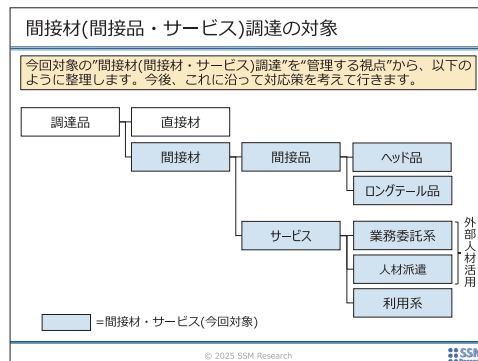 間接材(間接品・サービス)調達の対象
今回対象の”間接材(間接材・サービス)調達”を“管理する視点”から、以下の
ように整理します。今後、これに沿って対応策を考えて行きます。
調達品
直接材
間接材
間接品
ヘッド品
ロングテール品
サービス
業務委託系
人材派遣
利用系
外部人材活用
=間接材・サービス(今回対象)
© 2025 SSM Research
SSM